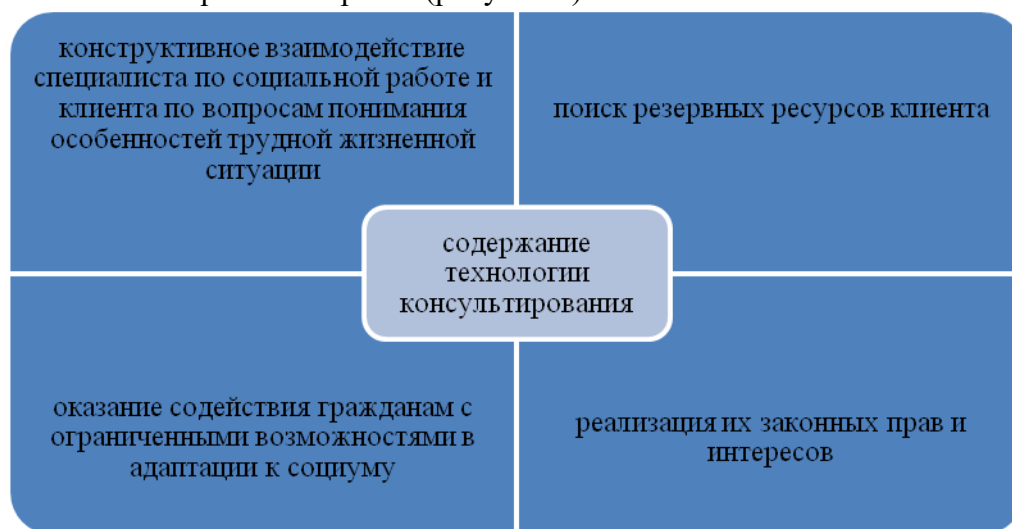 конструктивное взаимодействие
специалиста по социальной работе и
клиента по вопросам понимания
особенностей трудной жизненной
ситуации
поиск резервных ресурсов клиента
содержание
технологии
консультирования
оказание содействия гражданам с
ограниченными возможностями в
адаптации к социуму
реализация их законных прав и
интересов